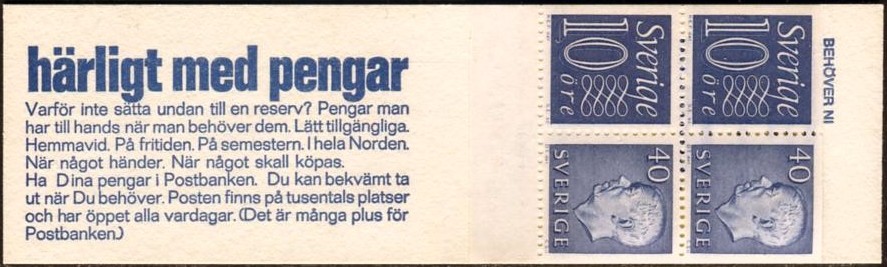 härligt med pengar
Varför inte sätta undan till en reserv? Pengar man
har till hands när man behöver dem. Lätt tillgängliga.
Hemmavid. På fritiden. På semestern. I hela Norden.
När något händer. När något skall köpas.
Ha Dina pengar i Postbanken. Du kan bekvämt ta
ut när Du behöver. Posten finns på tusentals platser
och har öppet alla vardagar. (Det är många plus för
Postbanken.)
Sverige
10
öre
Sverige
10
öre
40
SVERIGE
40
SVERIGE
BEHÖVER NI